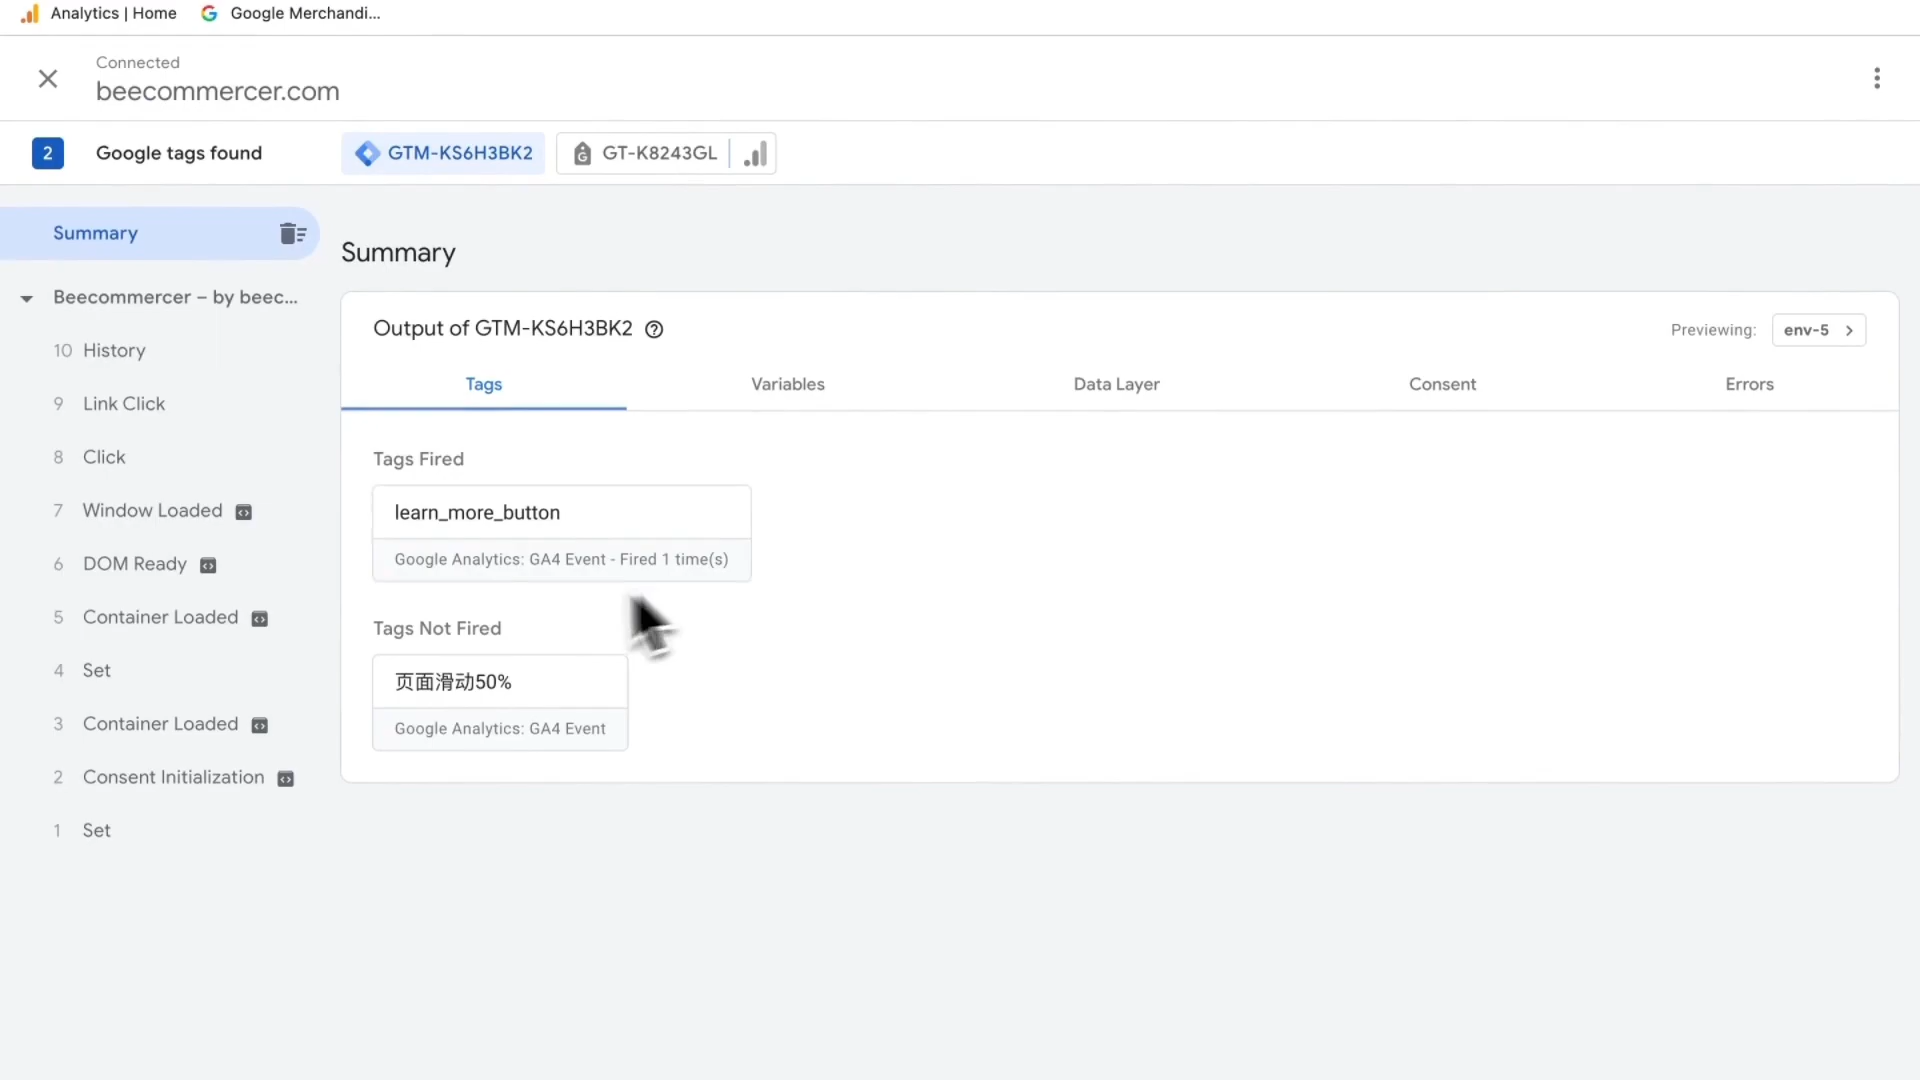 Analytics | Home
Google Merchandi...
Connected
beecommercer.com
2
Google tags found
GTM-KS6H3BK2
GT-K8243GL
Summary
Beecommercer – by beec...
10 History
9 Link Click
8 Click
7 Window Loaded
6 DOM Ready
5 Container Loaded
4 Set
3 Container Loaded
2 Consent Initialization
1 Set
Summary
Output of GTM-KS6H3BK2
Previewing: env-5
Tags
Variables
Data Layer
Consent
Errors
Tags Fired
learn_more_button
Google Analytics: GA4 Event - Fired 1 time(s)
Tags Not Fired
页面滑动50%
Google Analytics: GA4 Event